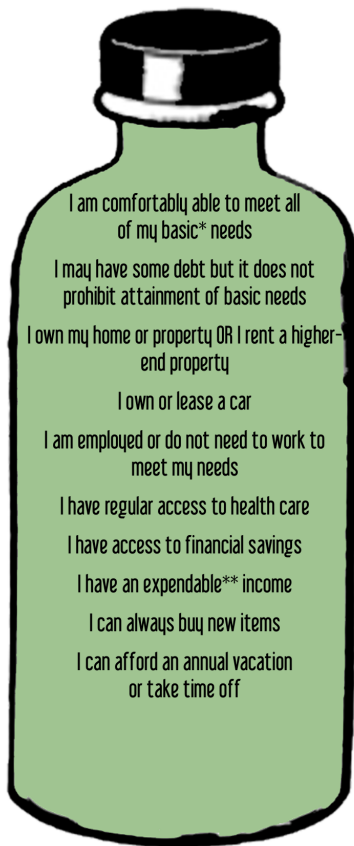 I am comfortably able to meet all
of my basic* needs
I may have some debt but it does not
prohibit attainment of basic needs
I own my home or property OR I rent a higher-
end property
I own or lease a car
I am employed or do not need to work to
meet my needs
I have regular access to health care
I have access to financial savings
I have an expendable** income
I can always buy new items
I can afford an annual vacation
or take time off